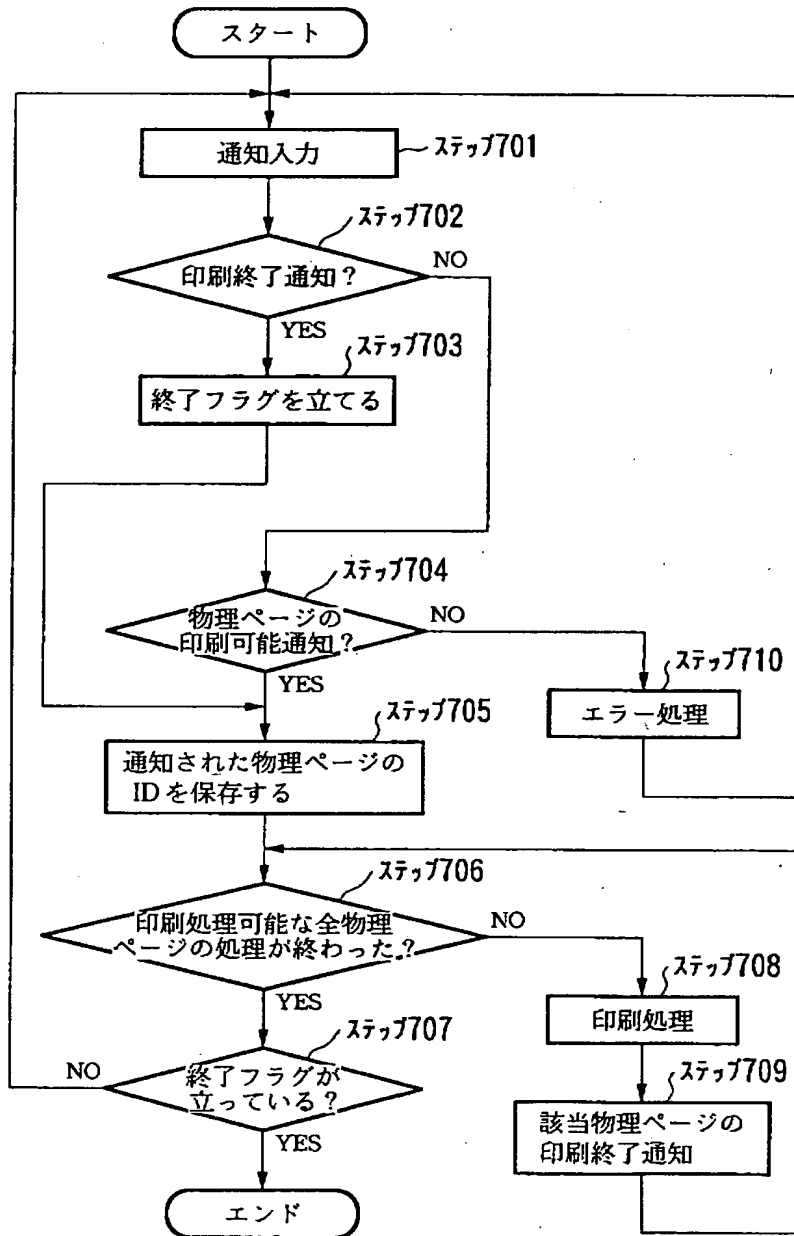 スタート
通知入力
ステップ701
ステップ702
印刷終了通知？
NO
YES
ステップ703
終了フラグを立てる
ステップ704
物理ページの
印刷可能通知？
NO
YES
ステップ710
エラー処理
ステップ705
通知された物理ページの
IDを保存する
ステップ706
印刷処理可能な全物理
ページの処理が終わった？
NO
YES
ステップ708
印刷処理
ステップ707
終了フラグが
立っている？
NO
YES
ステップ709
該当物理ページの
印刷終了通知
エンド